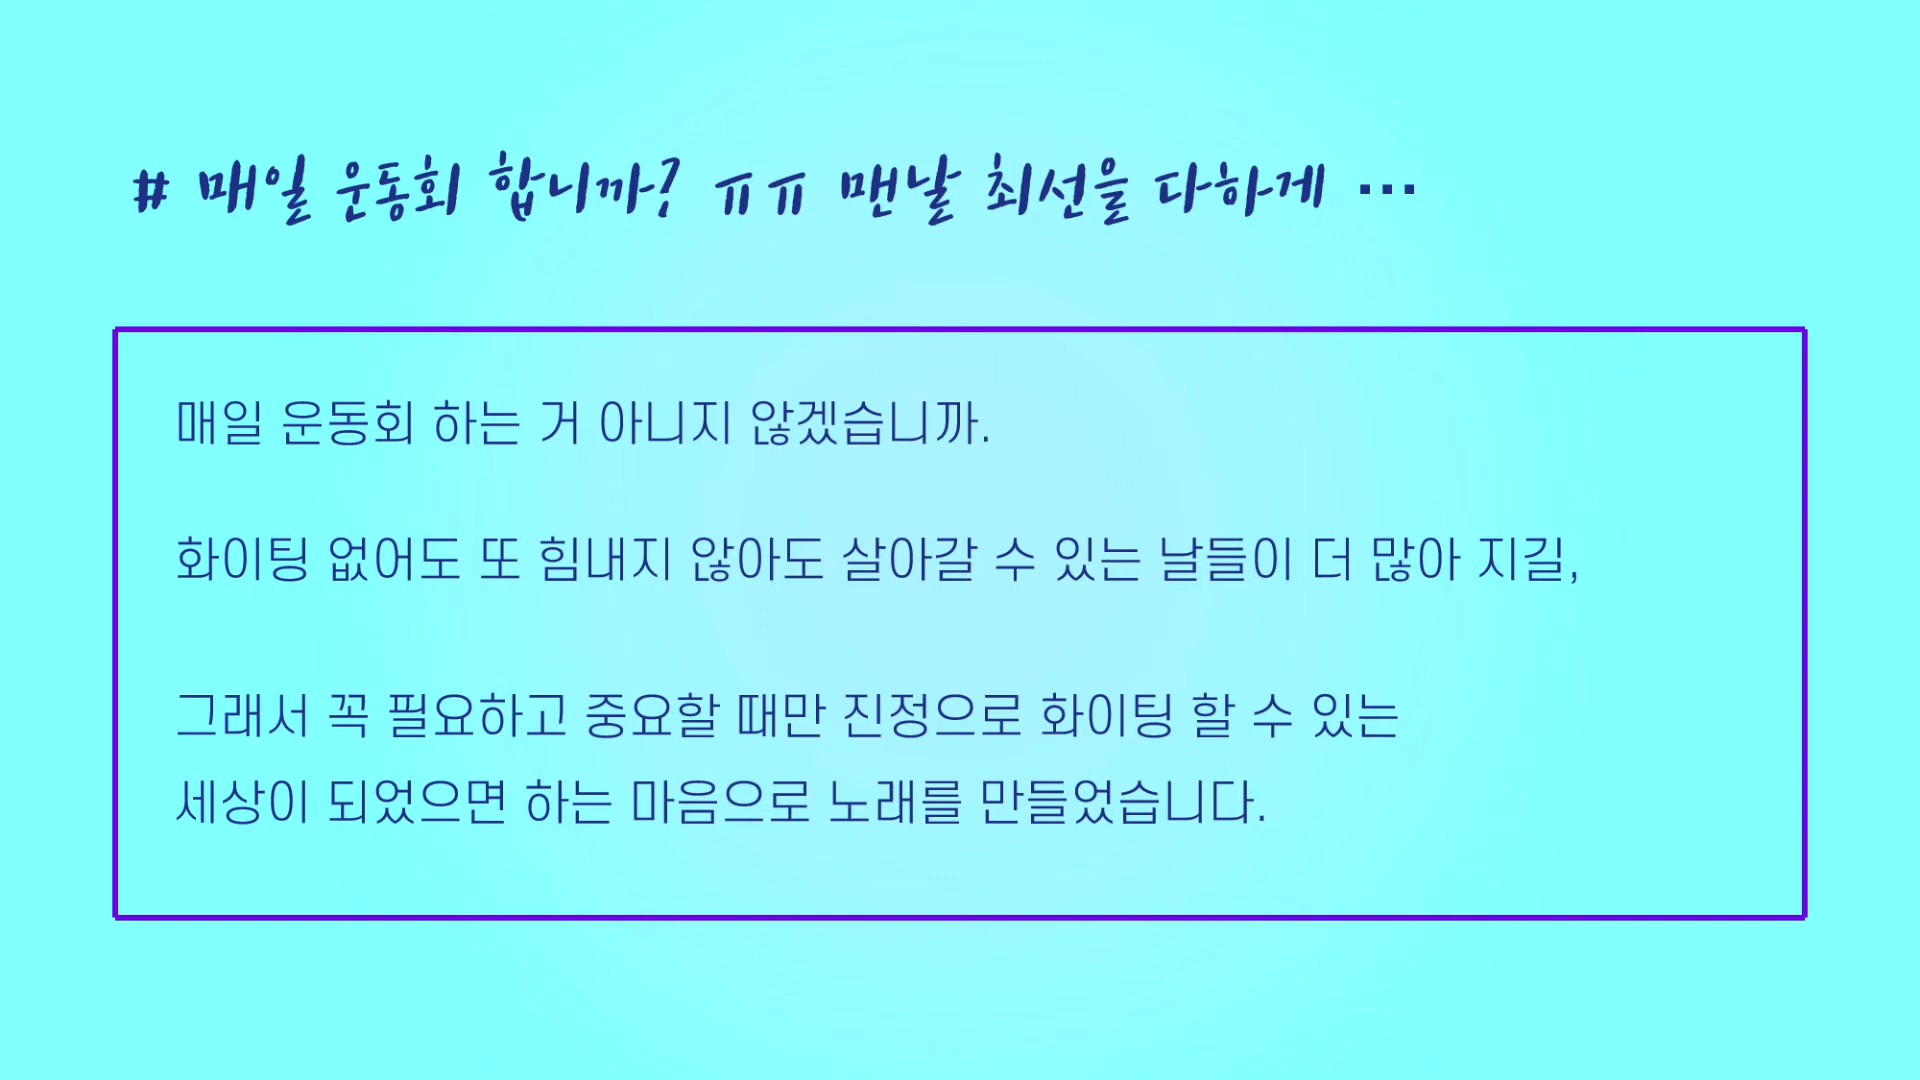 # 매일 운동회 합니까? ㅠㅠ 맨날 최선을 다하게 ...
매일 운동회 하는 거 아니지 않겠습니까.
화이팅 없어도 또 힘내지 않아도 살아갈 수 있는 날들이 더 많아 지길,
그래서 꼭 필요하고 중요할 때만 진정으로 화이팅 할 수 있는
세상이 되었으면 하는 마음으로 노래를 만들었습니다.